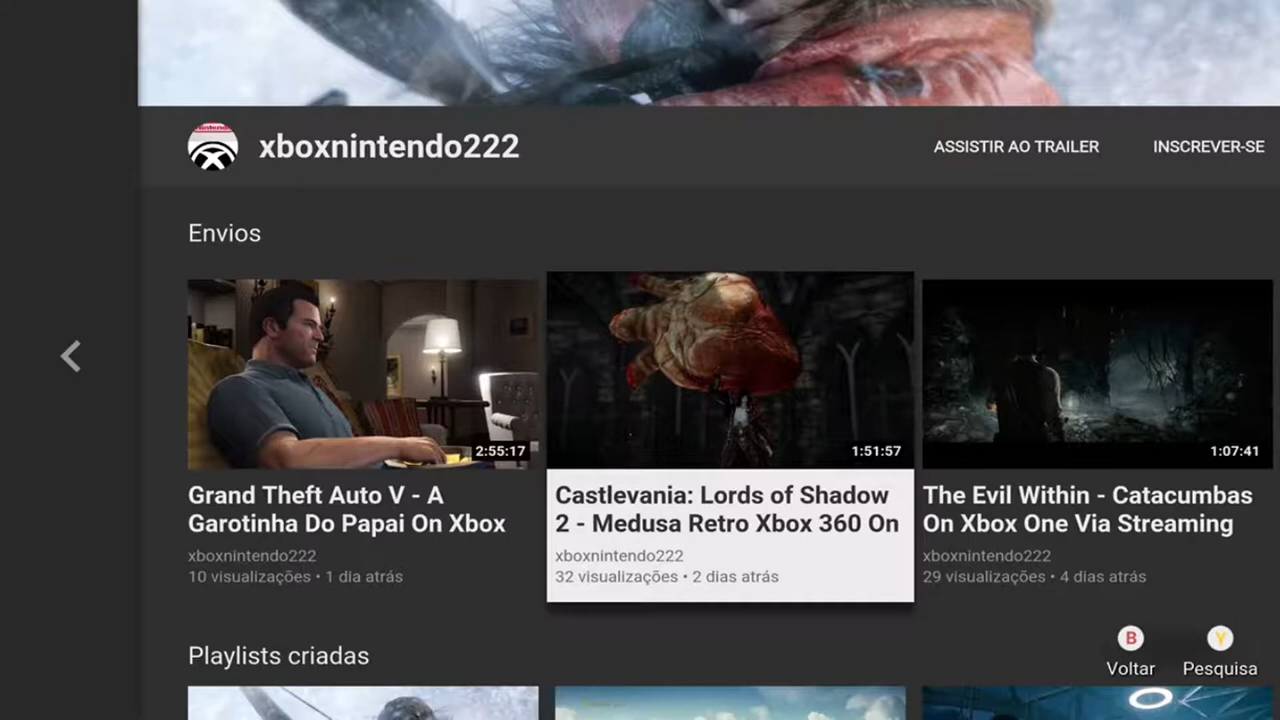 xboxnintendo222
ASSISTIR AO TRAILER
INSCREVER-SE
Envios
2:55:17
1:51:57
1:07:41
Grand Theft Auto V - A
Garotinha Do Papai On Xbox
xboxnintendo222
10 visualizações • 1 dia atrás
Castlevania: Lords of Shadow
2 - Medusa Retro Xbox 360 On
xboxnintendo222
32 visualizações • 2 dias atrás
The Evil Within - Catacumbas
On Xbox One Via Streaming
xboxnintendo222
29 visualizações • 4 dias atrás
Playlists criadas
B
Voltar
Y
Pesquisa